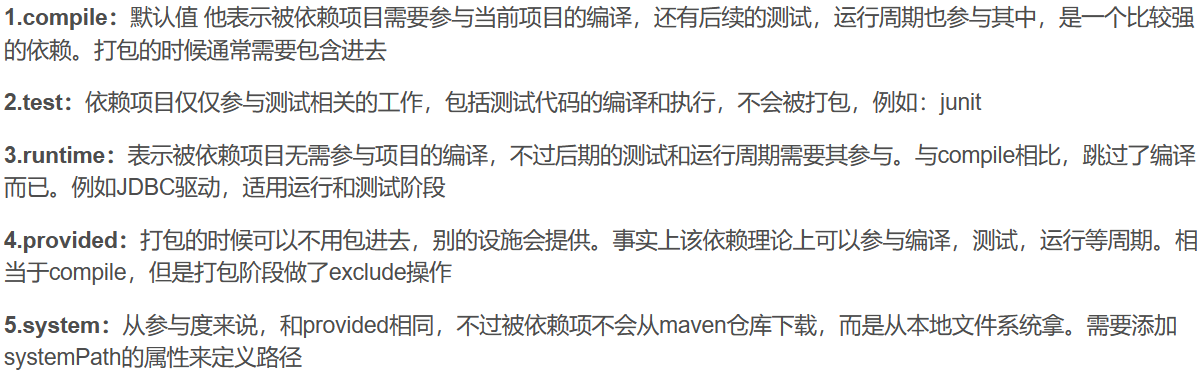 1.compile：默认值 他表示被依赖项目需要参与当前项目的编译，还有后续的测试，运行周期也参与其中，是一个比较强
的依赖。打包的时候通常需要包含进去
2.test：依赖项目仅仅参与测试相关的工作，包括测试代码的编译和执行，不会被打包，例如：junit
3.runtime：表示被依赖项目无需参与项目的编译，不过后期的测试和运行周期需要其参与。与compile相比，跳过了编译
而已。例如JDBC驱动，适用运行和测试阶段
4.provided：打包的时候可以不用包进去，别的设施会提供。事实上该依赖理论上可以参与编译，测试，运行等周期。相
当于compile，但是打包阶段做了exclude操作
5.system：从参与度来说，和provided相同，不过被依赖项不会从maven仓库下载，而是从本地文件系统拿。需要添加
systemPath的属性来定义路径